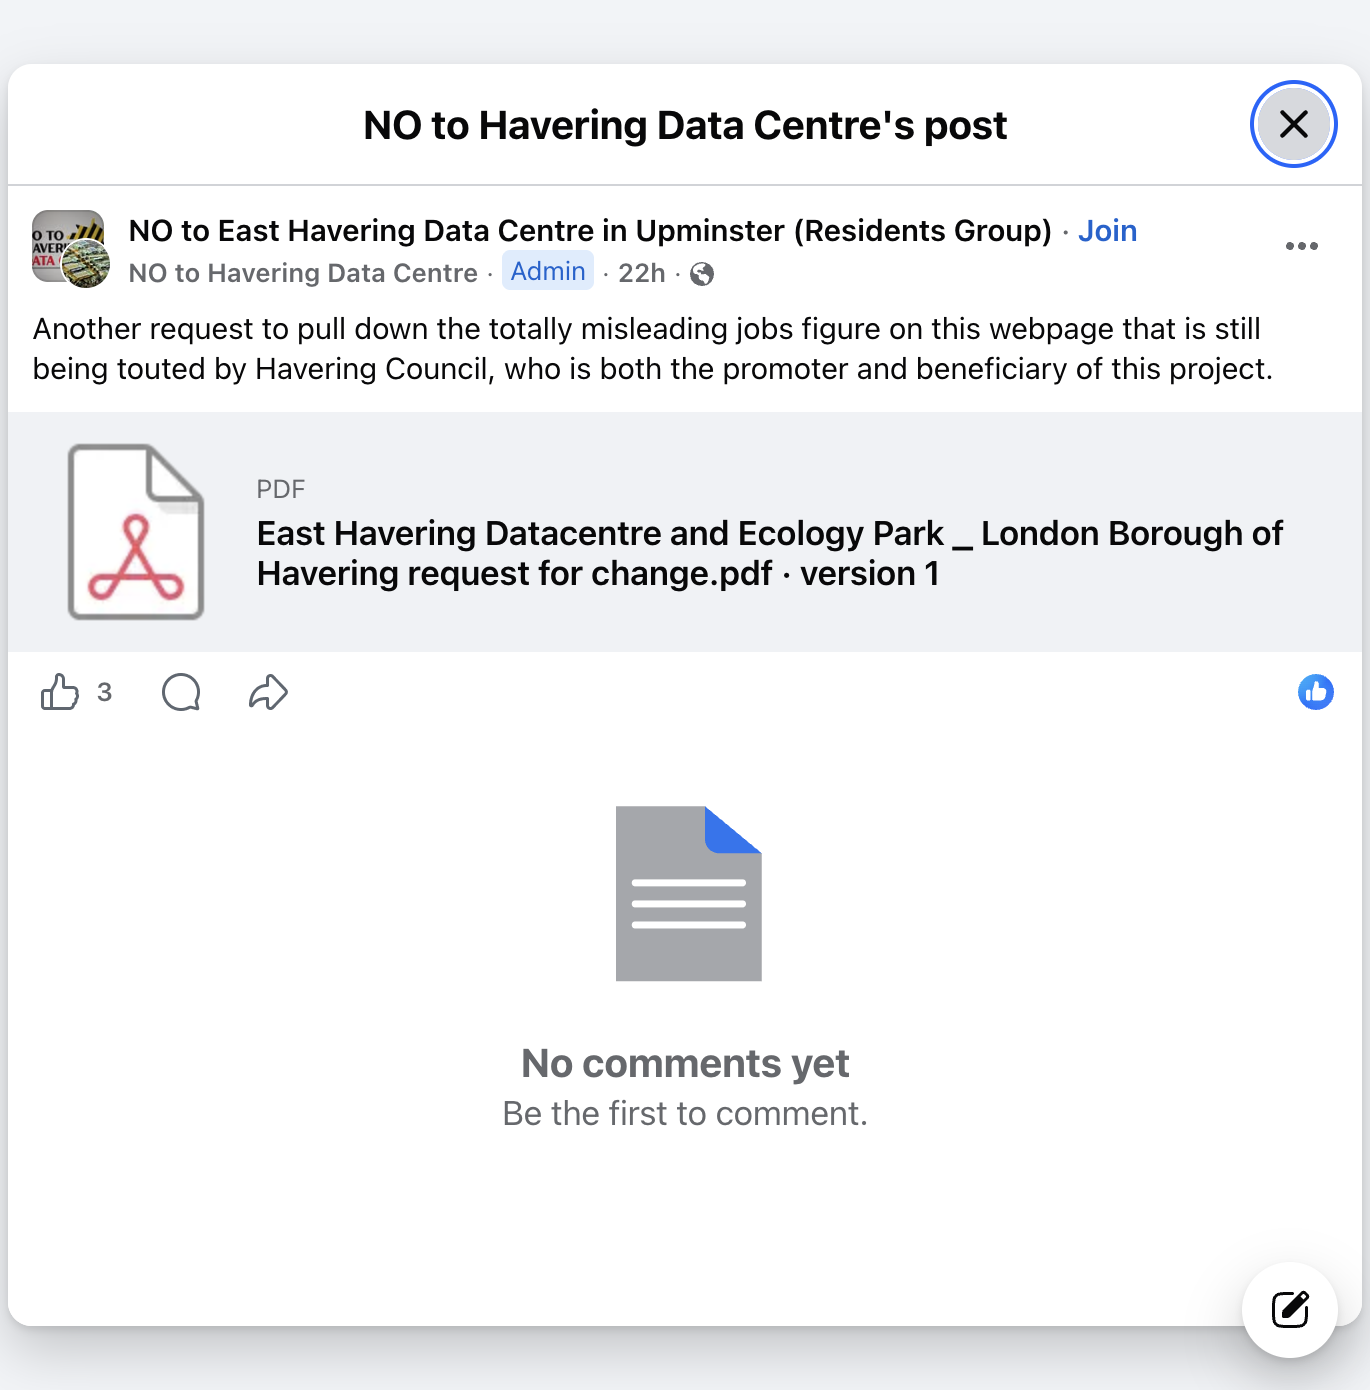 NO to Havering Data Centre's post
O TO
AVERI
ATA
NO to East Havering Data Centre in Upminster (Residents Group) · Join
NO to Havering Data Centre · Admin · 22h ·
Another request to pull down the totally misleading jobs figure on this webpage that is still
being touted by Havering Council, who is both the promoter and beneficiary of this project.
PDF
East Havering Datacentre and Ecology Park _ London Borough of
Havering request for change.pdf · version 1
3
No comments yet
Be the first to comment.